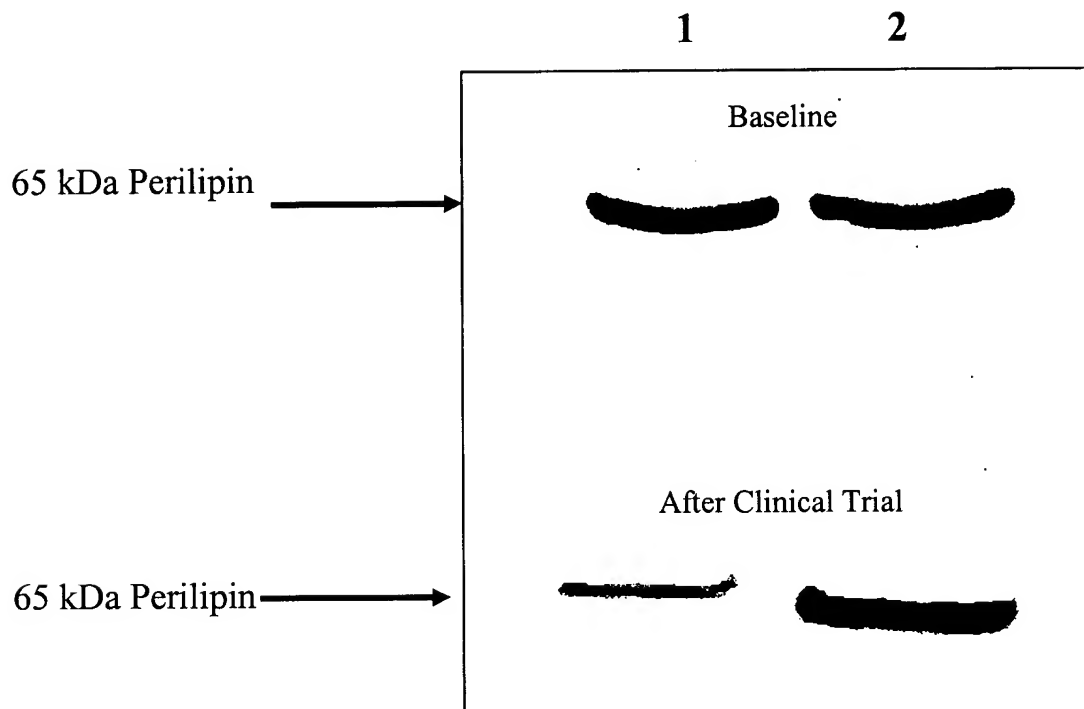 1 2
Baseline
65 kDa Perilipin
After Clinical Trial
65 kDa Perilipin